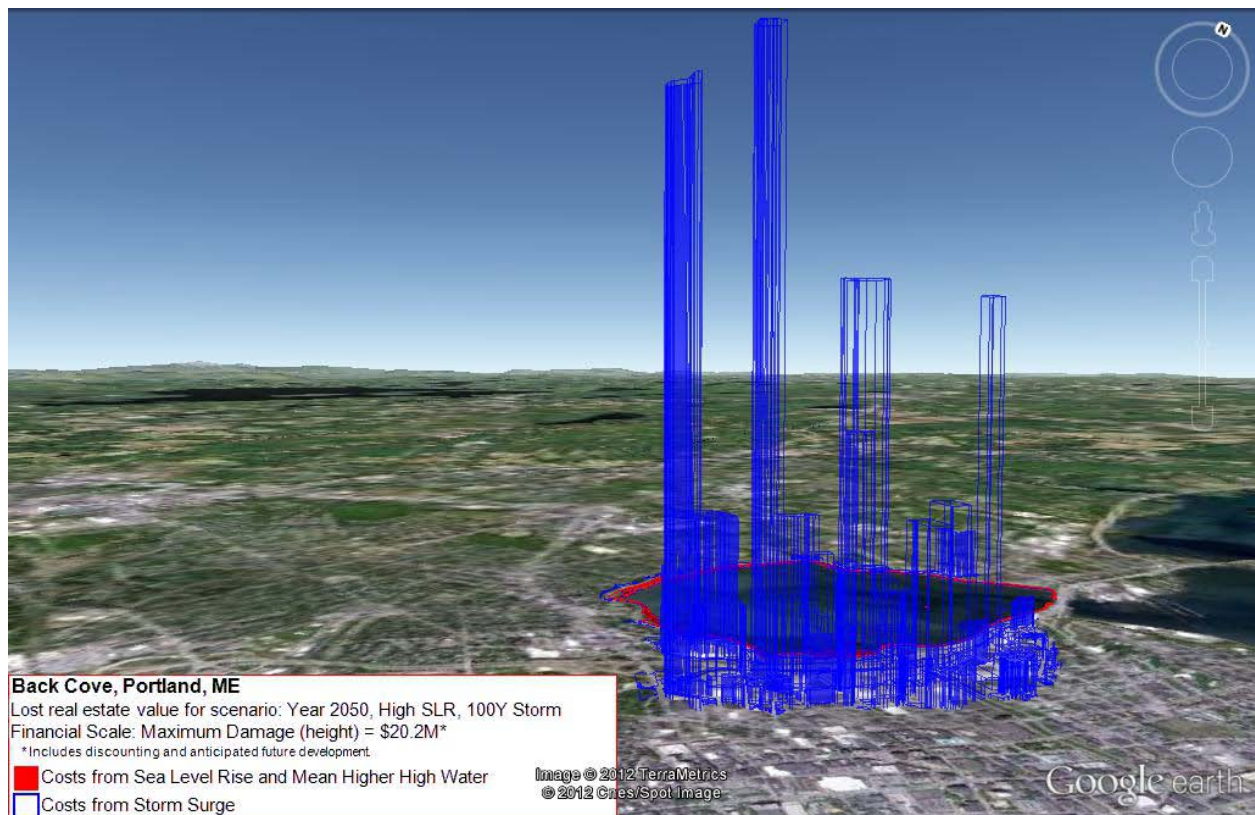 N
Back Cove, Portland, ME
Lost real estate value for scenario: Year 2050, High SLR, 100Y Storm
Financial Scale: Maximum Damage (height) = $20.2M*
*Includes discounting and anticipated future development
Costs from Sea Level Rise and Mean Higher High Water
Costs from Storm Surge
Image © 2012 TerraMetrics
© 2012 Cnes/Spot Image
Google earth